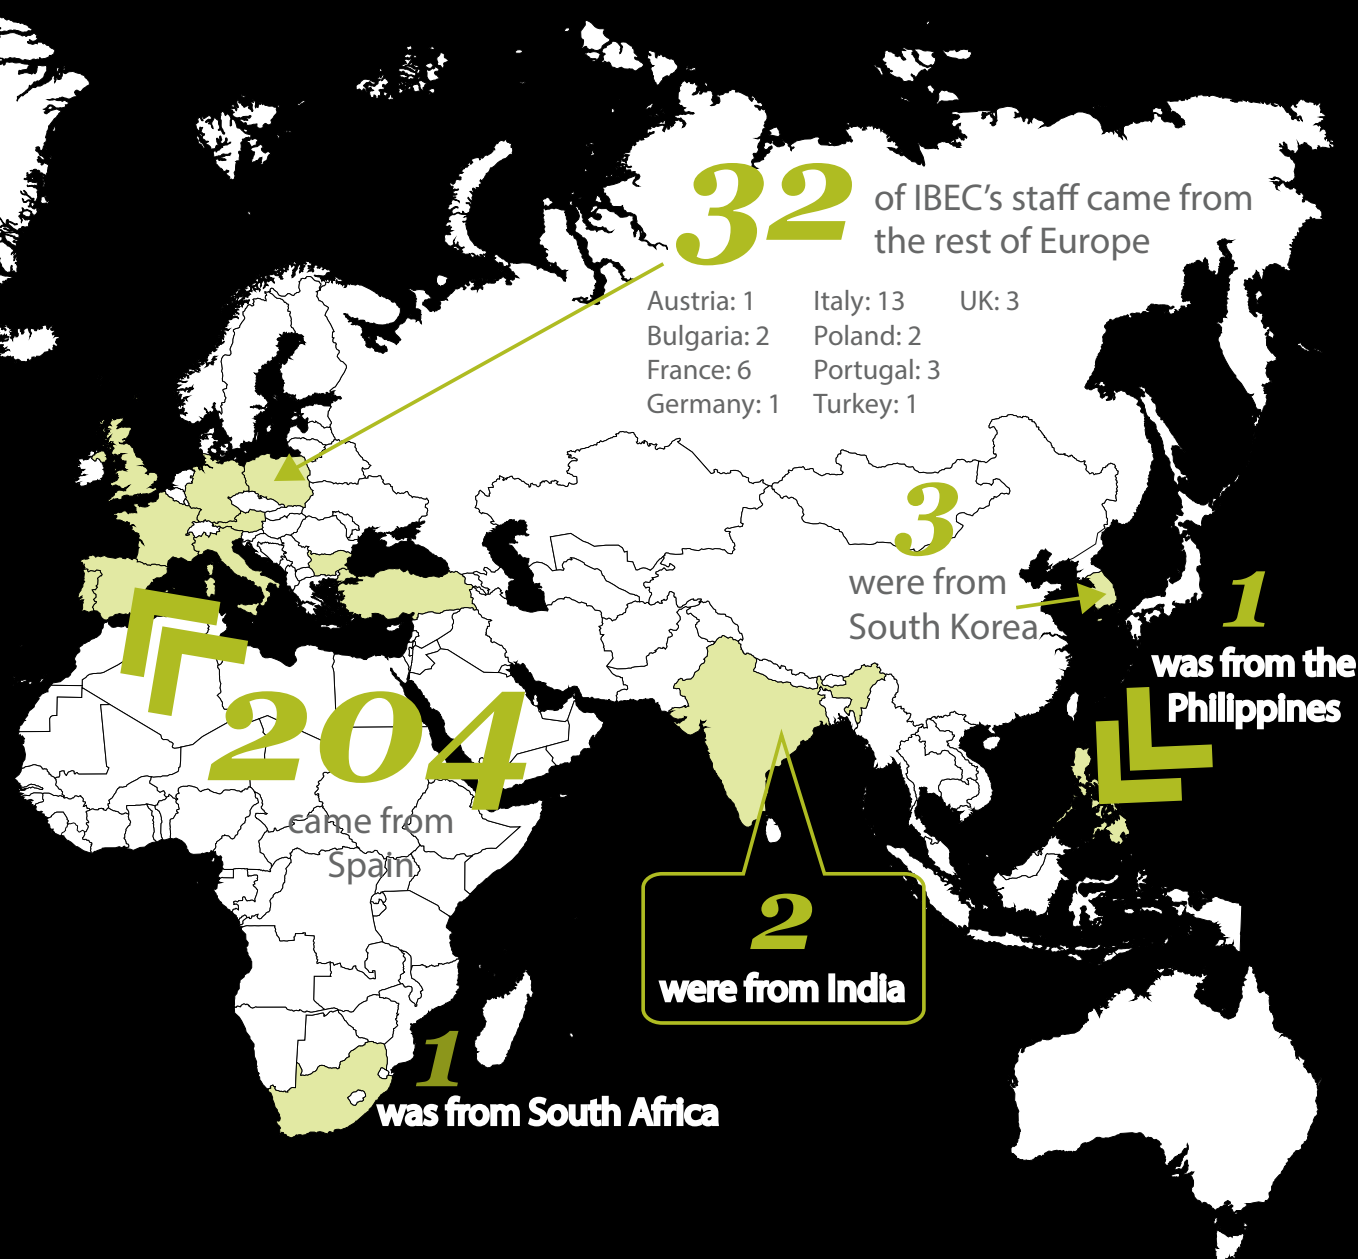 32
of IBEC’s staff came from
the rest of Europe
Austria: 1
Bulgaria: 2
France: 6
Germany: 1
Italy: 13
Poland: 2
Portugal: 3
Turkey: 1
UK: 3
3
were from
South Korea
1
was from the
Philippines
204
came from
Spain
2
were from India
1
was from South Africa